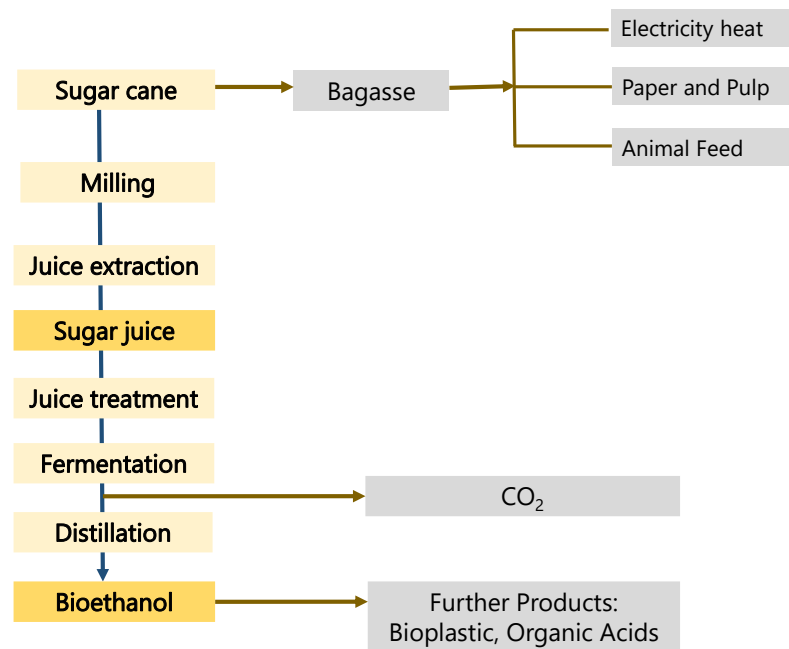 Electricity heat
Sugar cane
Bagasse
Paper and Pulp
Animal Feed
Milling
Juice extraction
Sugar juice
Juice treatment
Fermentation
CO₂
Distillation
Bioethanol
Further Products:
Bioplastic, Organic Acids